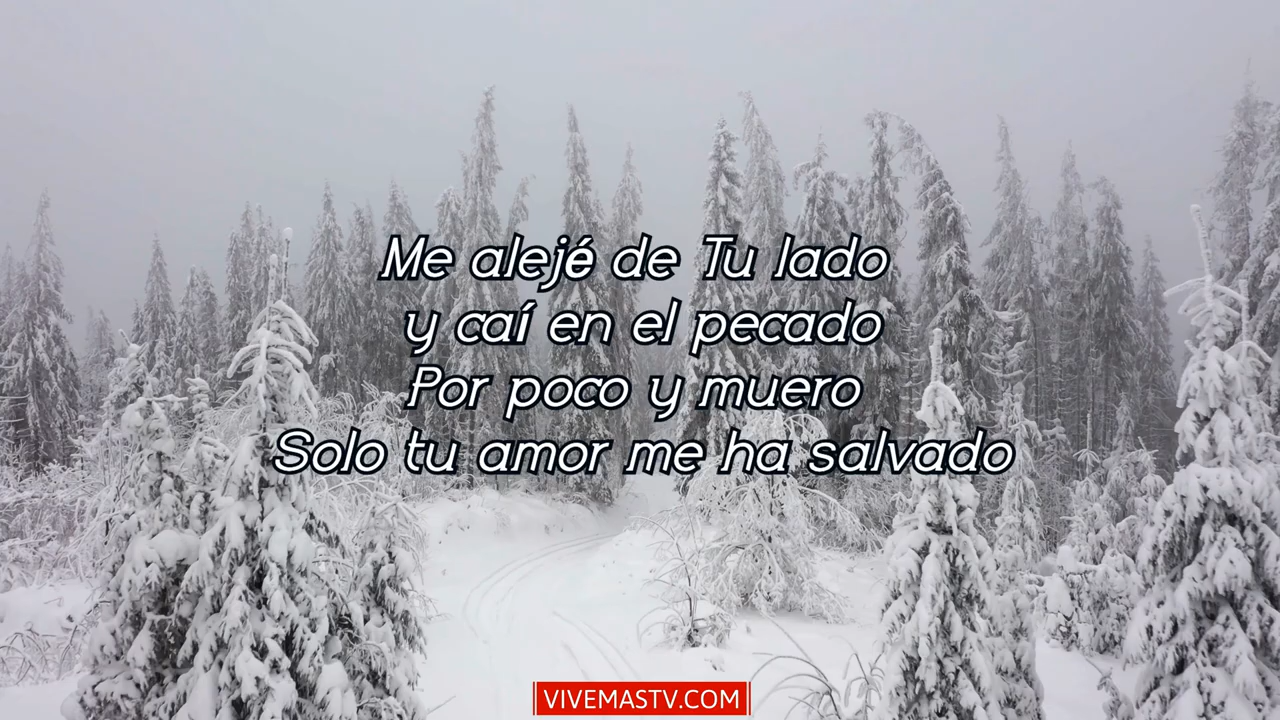 Me alejé de Tu lado
y caí en el pecado
Por poco y muero
Solo tu amor me ha salvado
VIVEMASTV.COM